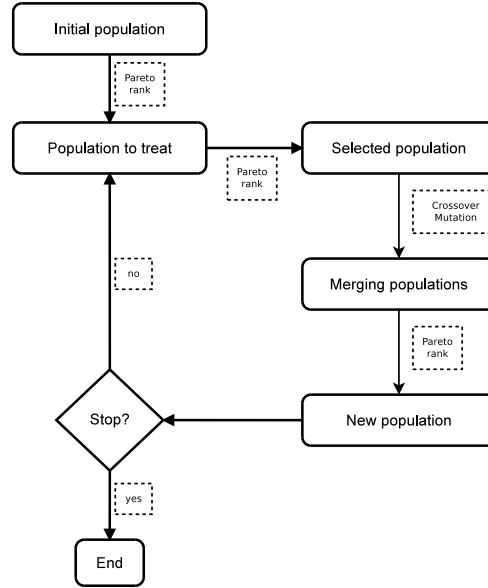 Initial population
Pareto
rank
Population to treat
Pareto
rank
Selected population
Crossover
Mutation
Merging populations
Pareto
rank
New population
Stop?
no
yes
End